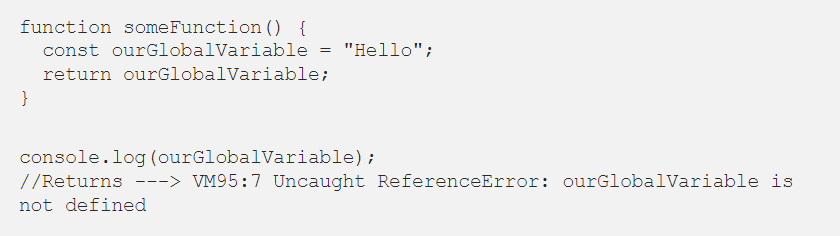 function someFunction() {
  const ourGlobalVariable = "Hello";
  return ourGlobalVariable;
}

console.log(ourGlobalVariable);
//Returns ---> VM95:7 Uncaught ReferenceError: ourGlobalVariable is
not defined